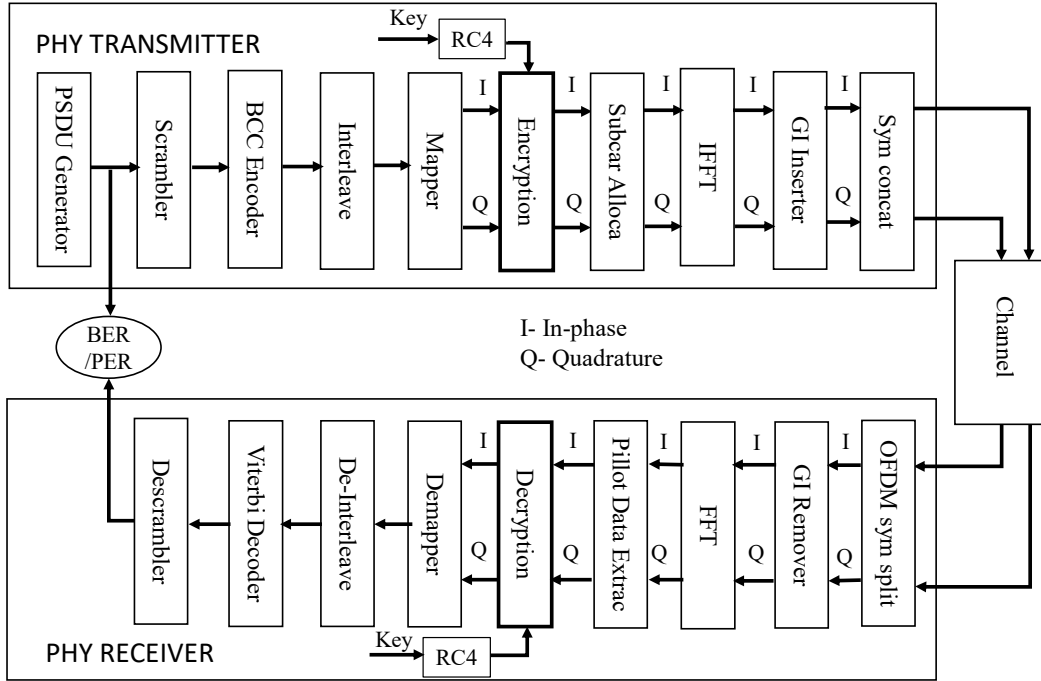 Key
RC4
PHY TRANSMITTER
PSDU Generator
Scrambler
BCC Encoder
Interleave
Mapper
I
Q
Encryption
I
Q
Subcar Alloca
I
Q
IFFT
I
Q
GI Inserter
I
Q
Sym concat
Channel
BER
/PER
I- In-phase
Q- Quadrature
Descrambler
Viterbi Decoder
De-Interleave
Demapper
I
Q
Decryption
I
Q
Pillot Data Extrac
I
Q
FFT
I
Q
GI Remover
I
Q
OFDM sym split
Key
RC4
PHY RECEIVER